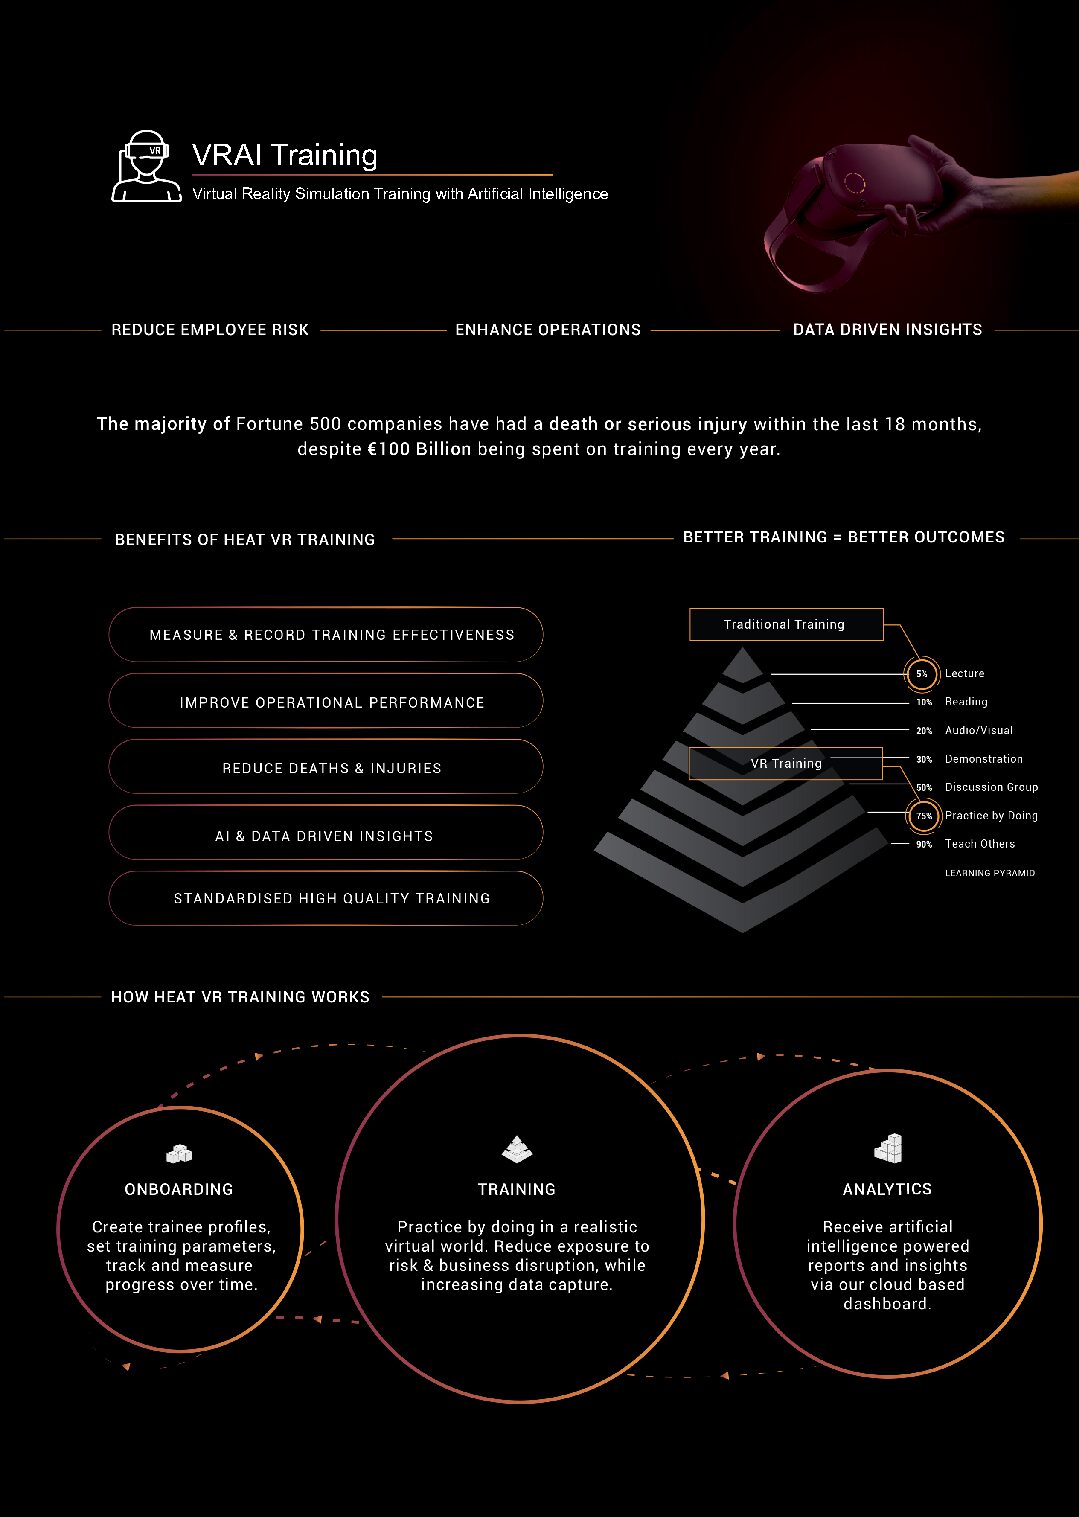 VR
VRAI Training
Virtual Reality Simulation Training with Artificial Intelligence
REDUCE EMPLOYEE RISK
ENHANCE OPERATIONS
DATA DRIVEN INSIGHTS
The majority of Fortune 500 companies have had a death or serious injury within the last 18 months,
despite €100 Billion being spent on training every year.
BENEFITS OF HEAT VR TRAINING
MEASURE & RECORD TRAINING EFFECTIVENESS
IMPROVE OPERATIONAL PERFORMANCE
REDUCE DEATHS & INJURIES
AI & DATA DRIVEN INSIGHTS
STANDARDISED HIGH QUALITY TRAINING
BETTER TRAINING = BETTER OUTCOMES
Traditional Training
5% Lecture
10% Reading
20% Audio/Visual
VR Training
30% Demonstration
50% Discussion Group
75% Practice by Doing
90% Teach Others
LEARNING PYRAMID
HOW HEAT VR TRAINING WORKS
ONBOARDING
Create trainee profiles,
set training parameters,
track and measure
progress over time.
TRAINING
Practice by doing in a realistic
virtual world. Reduce exposure to
risk & business disruption, while
increasing data capture.
ANALYTICS
Receive artificial
intelligence powered
reports and insights
via our cloud based
dashboard.